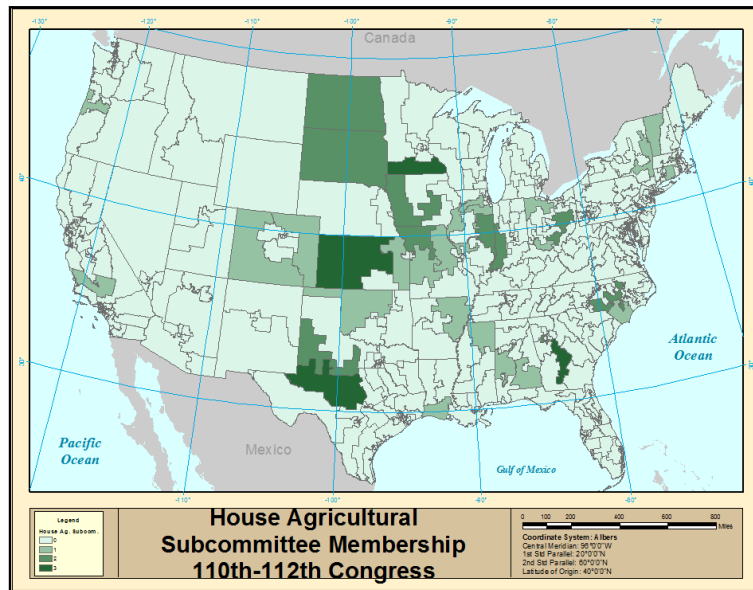 -130° -120° -110° -100° -90° -80° -70°
Canada
40° 40°
Atlantic
Ocean
30° 30°
Pacific
Ocean
Mexico
Gulf of Mexico
-110° -100° -90° -80°
Legend
House Ag. Subcom.
0
1
2
3
House Agricultural
Subcommittee Membership
110th-112th Congress
0 100 200 400 600 800
Miles
Coordinate System: Albers
Central Meridian: 96°0'0"W
1st Std Parallel: 20°0'0"N
2nd Std Parallel: 60°0'0"N
Latitude of Origin: 40°0'0"N